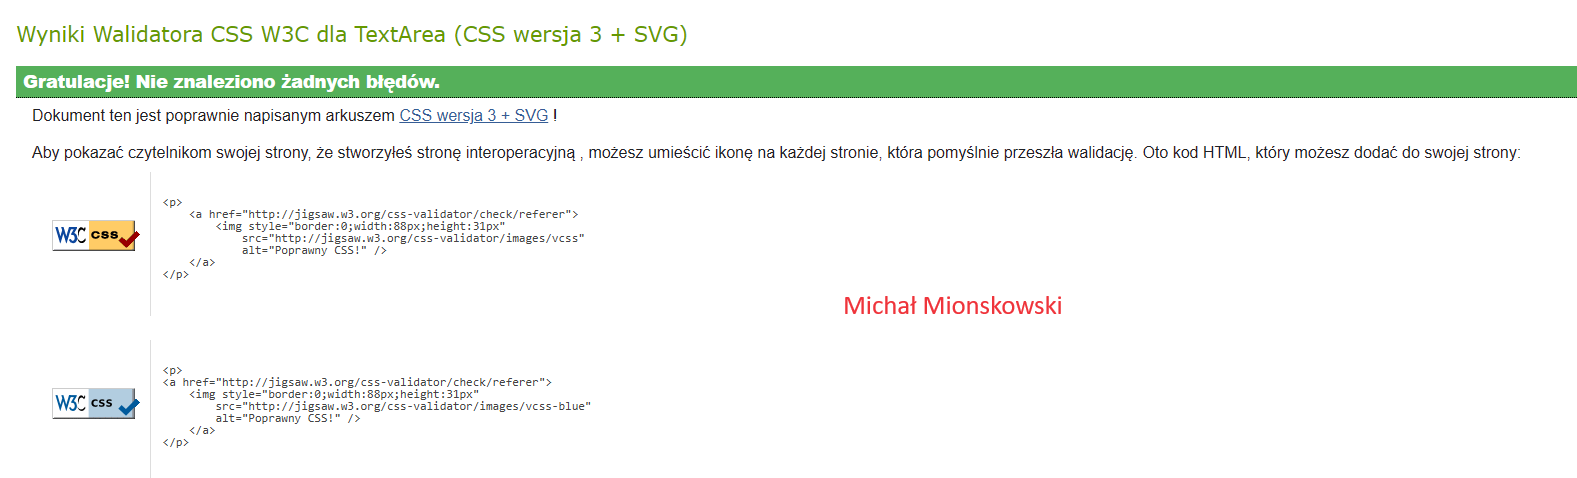 Wyniki Walidatora CSS W3C dla TextArea (CSS wersja 3 + SVG)
Gratulacje! Nie znaleziono żadnych błędów.
Dokument ten jest poprawnie napisanym arkuszem CSS wersja 3 + SVG !
Aby pokazać czytelnikom swojej strony, że stworzyłeś stronę interoperacyjną , możesz umieścić ikonę na każdej stronie, która pomyślnie przeszła walidację. Oto kod HTML, który możesz dodać do swojej strony:
W3C css
<p>
<a href="http://jigsaw.w3.org/css-validator/check/referer">
<img style="border:0;width:88px;height:31px"
src="http://jigsaw.w3.org/css-validator/images/vcss"
alt="Poprawny CSS!" />
</a>
</p>
Michał Mionskowski
W3C css
<p>
<a href="http://jigsaw.w3.org/css-validator/check/referer">
<img style="border:0;width:88px;height:31px"
src="http://jigsaw.w3.org/css-validator/images/vcss-blue"
alt="Poprawny CSS!" />
</a>
</p>